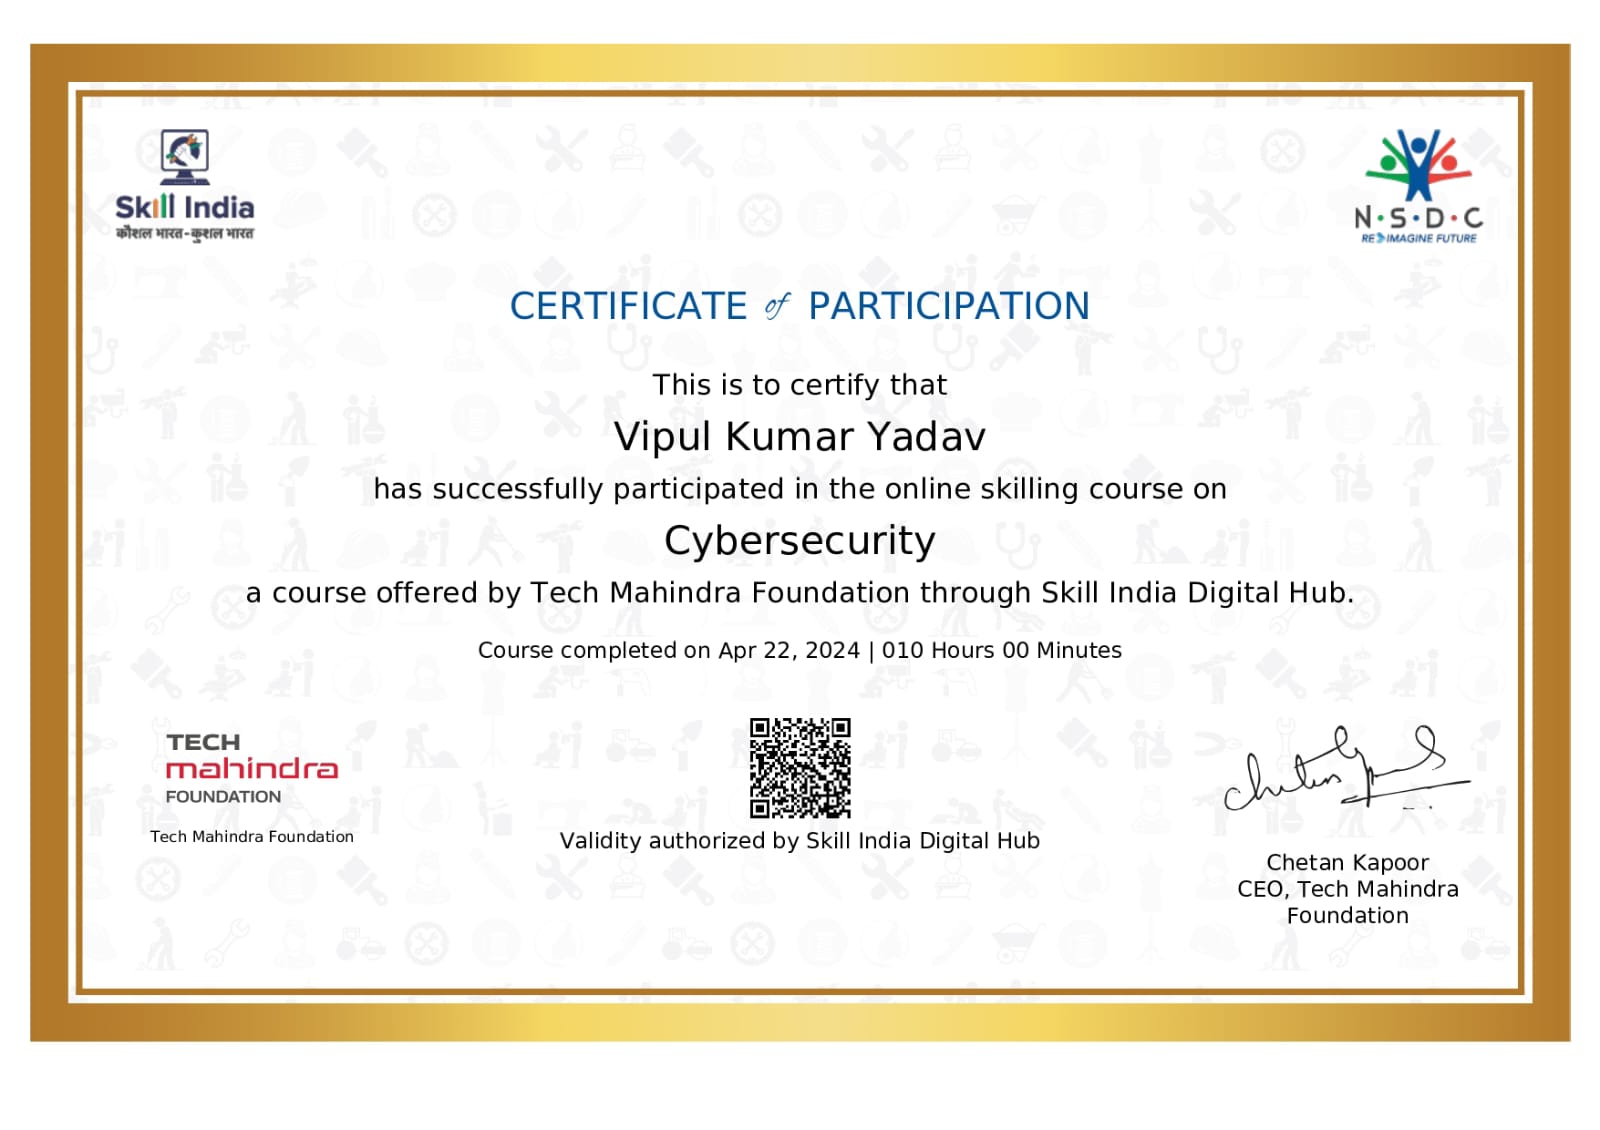 Skill India
कौशल भारत-कुशल भारत
N·S·D·C
RE IMAGINE FUTURE
CERTIFICATE of PARTICIPATION
This is to certify that
Vipul Kumar Yadav
has successfully participated in the online skilling course on
Cybersecurity
a course offered by Tech Mahindra Foundation through Skill India Digital Hub.
Course completed on Apr 22, 2024 | 010 Hours 00 Minutes
TECH
mahindra
FOUNDATION
Tech Mahindra Foundation
Validity authorized by Skill India Digital Hub
Chetan Kapoor
CEO, Tech Mahindra
Foundation